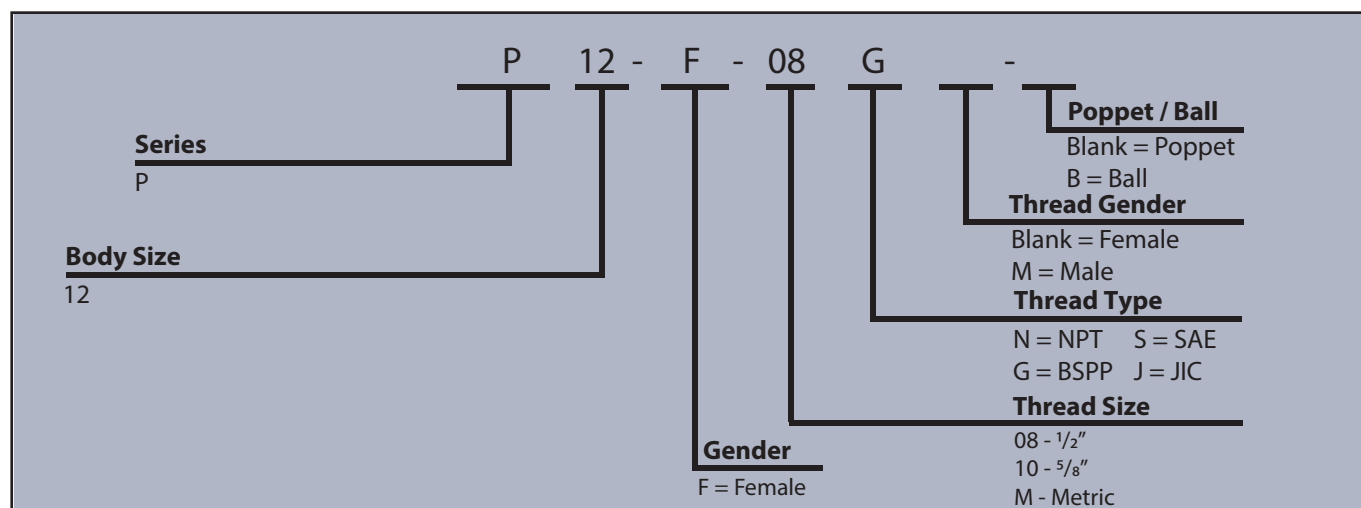 P 12 - F - 08 G -
Poppet / Ball
Blank = Poppet
B = Ball
Series
P
Thread Gender
Blank = Female
M = Male
Body Size
12
Thread Type
N = NPT S = SAE
G = BSPP J = JIC
Thread Size
08 - 1/2"
10 - 5/8"
M - Metric
Gender
F = Female